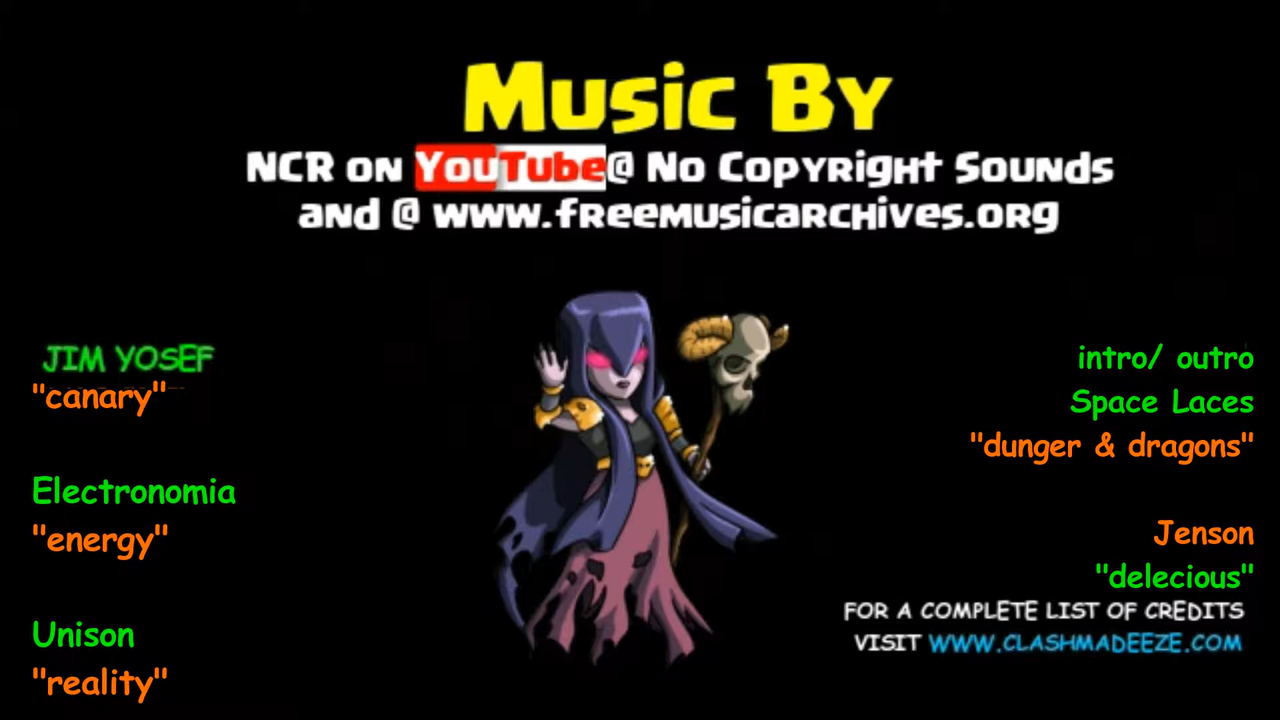 Music By
NCR on YouTube@ No Copyright Sounds
and @ www.freemusicarchives.org
JIM YOSEF
"canary"
Electronomia
"energy"
Unison
"reality"
intro/ outro
Space Laces
"dunger & dragons"
Jenson
"delecious"
FOR A COMPLETE LIST OF CREDITS
VISIT WWW.CLASHMADEEZE.COM